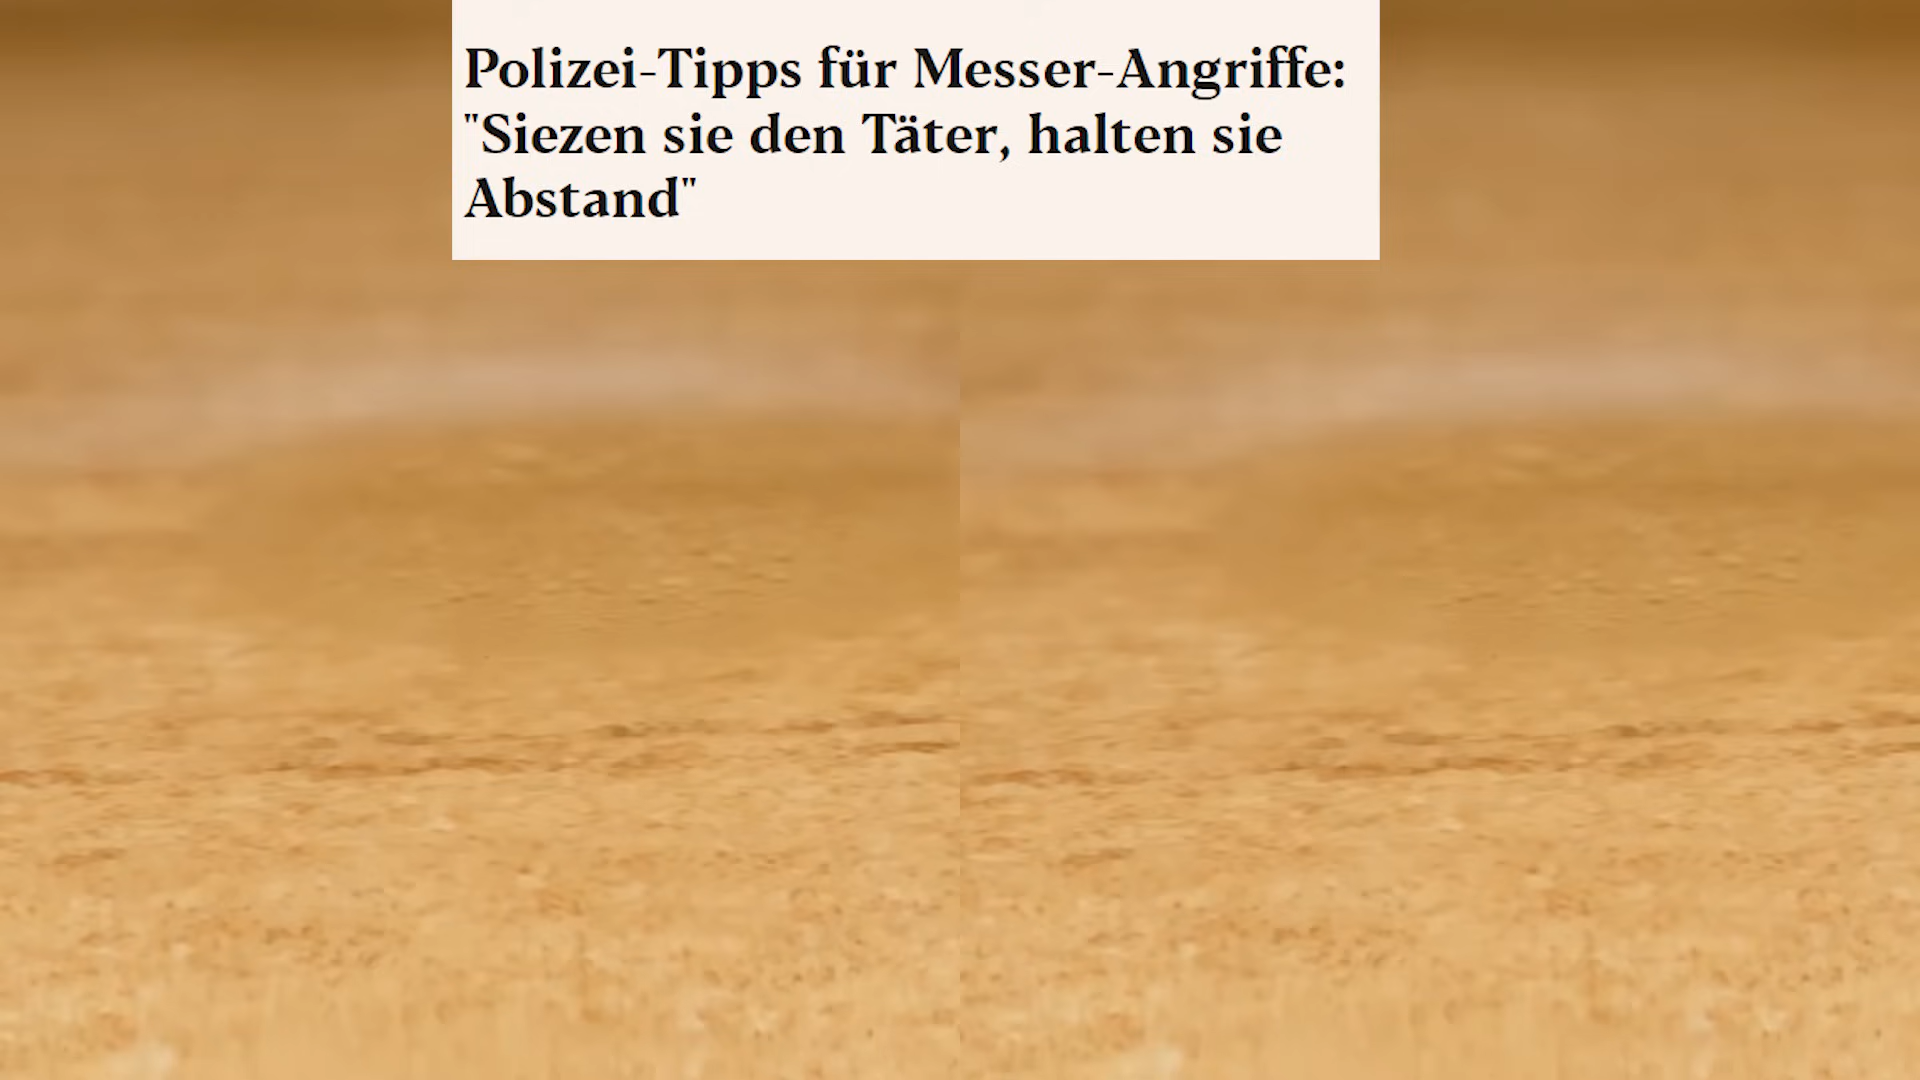 Polizei-Tipps für Messer-Angriffe:
"Siezen sie den Täter, halten sie
Abstand"